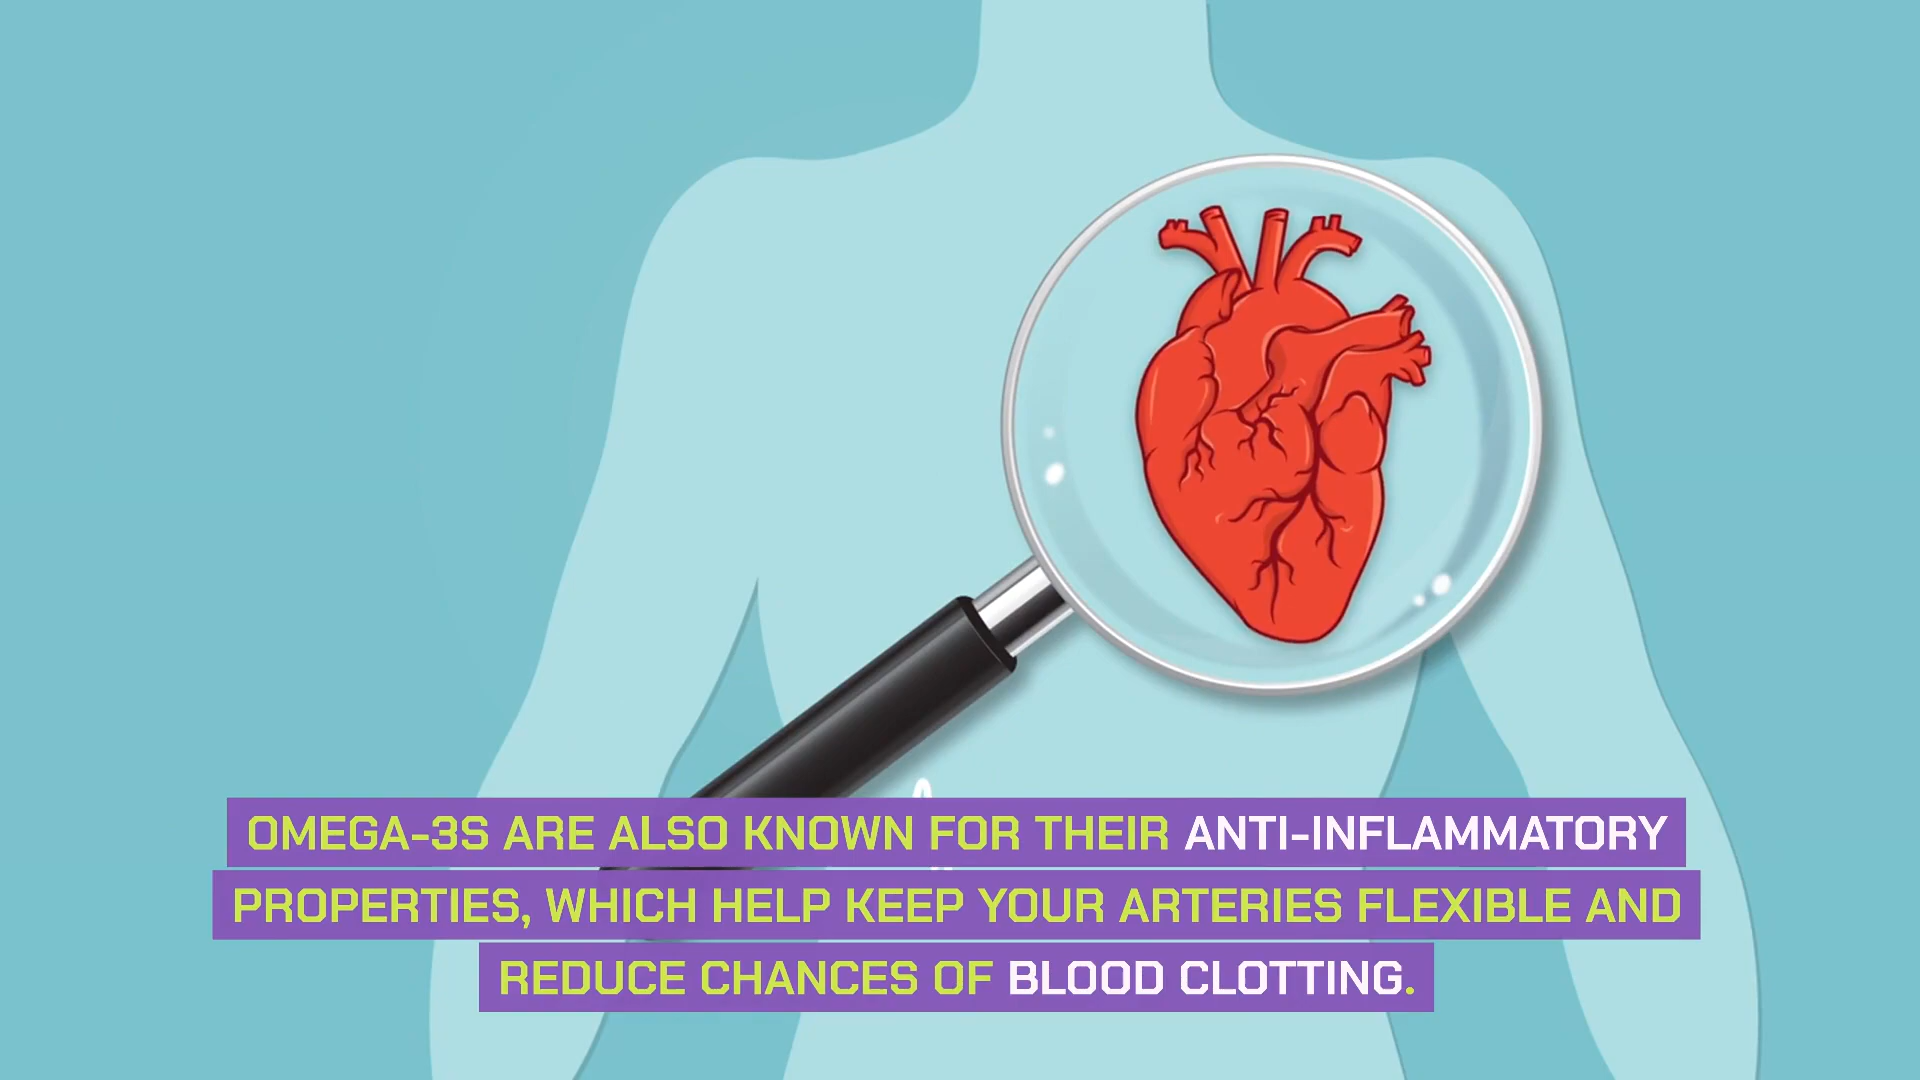 OMEGA-3S ARE ALSO KNOWN FOR THEIR ANTI-INFLAMMATORY
PROPERTIES, WHICH HELP KEEP YOUR ARTERIES FLEXIBLE AND
REDUCE CHANCES OF BLOOD CLOTTING.